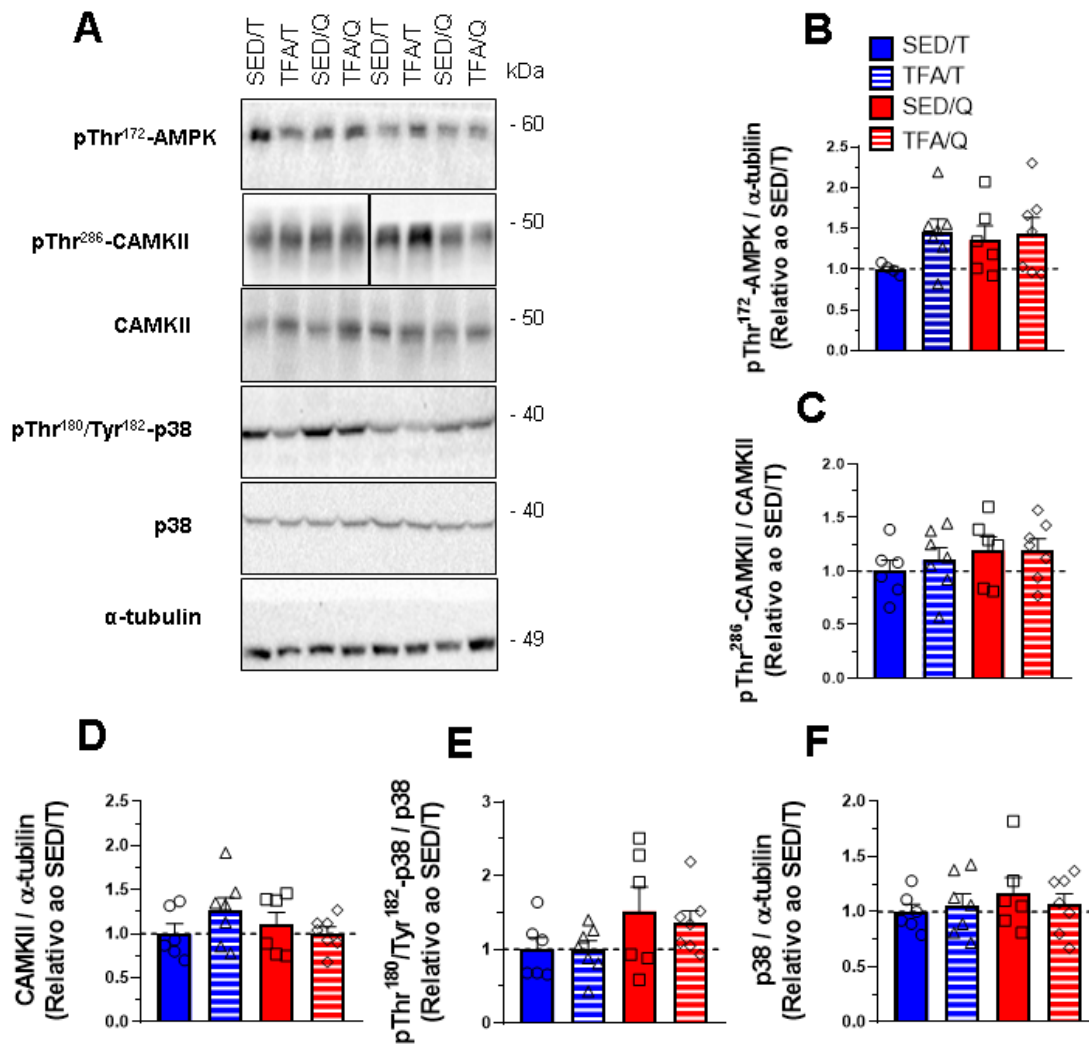 A
SED/T TFA/T SED/Q TFA/Q SED/T TFA/T SED/Q TFA/Q
kDa
pThr¹⁷²-AMPK
- 60
pThr²⁸⁶-CAMKII
- 50
CAMKII
- 50
pThr¹⁸⁰/Tyr¹⁸²-p38
- 40
p38
- 40
α-tubulin
- 49
B
SED/T
TFA/T
SED/Q
TFA/Q
pThr¹⁷²-AMPK / α-tubilin
(Relativo ao SED/T)
2.5
2.0
1.5
1.0
0.5
0.0
C
pThr²⁸⁶-CAMKII / CAMKII
(Relativo ao SED/T)
2.0
1.5
1.0
0.5
0.0
D
CAMKII / α-tubilin
(Relativo ao SED/T)
2.5
2.0
1.5
1.0
0.5
0.0
E
pThr¹⁸⁰/Tyr¹⁸²-p38 / p38
(Relativo ao SED/T)
3
2
1
0
F
p38 / α-tubilin
(Relativo ao SED/T)
2.0
1.5
1.0
0.5
0.0